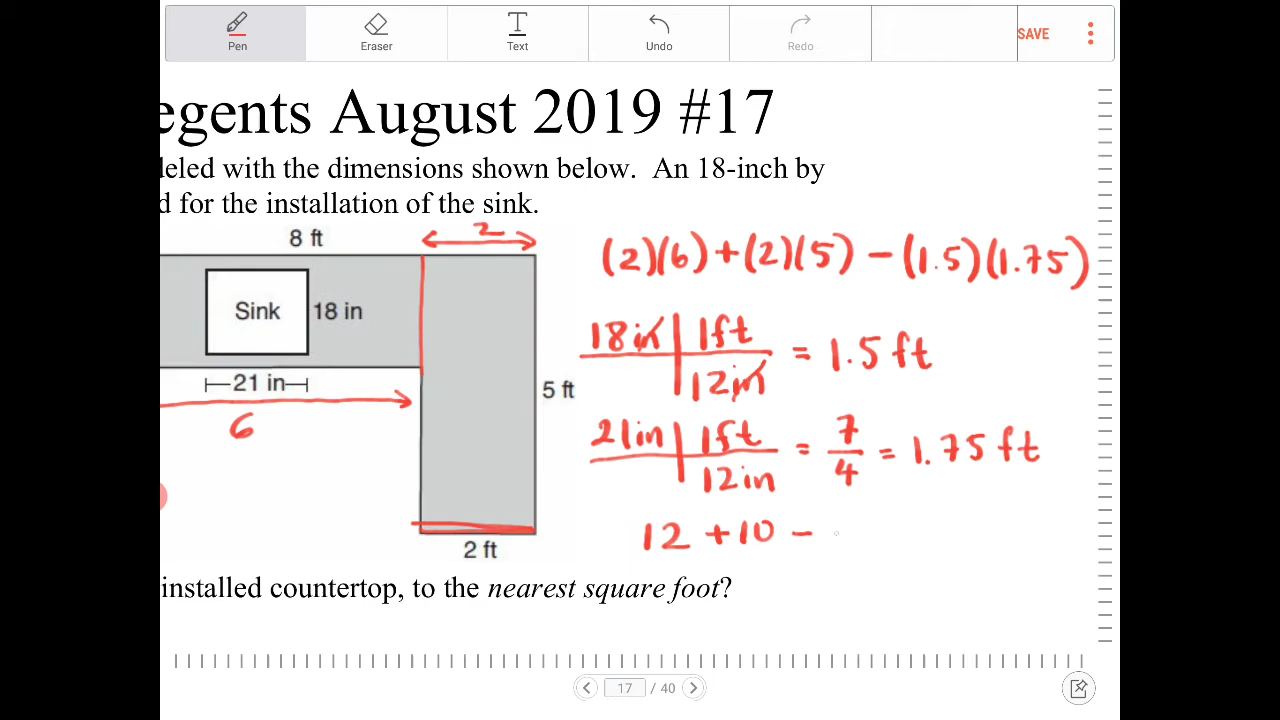 Pen
Eraser
Text
Undo
Redo
SAVE
egents August 2019 #17
deled with the dimensions shown below. An 18-inch by
d for the installation of the sink.
8 ft
2
(2)(6)+(2)(5)-(1.5)(1.75)
Sink
18 in
18in | 1ft
12in
= 1.5 ft
21 in
6
5 ft
21in | 1ft
12in
= 7/4 = 1.75 ft
12 +10 -
2 ft
installed countertop, to the nearest square foot?
17 / 40